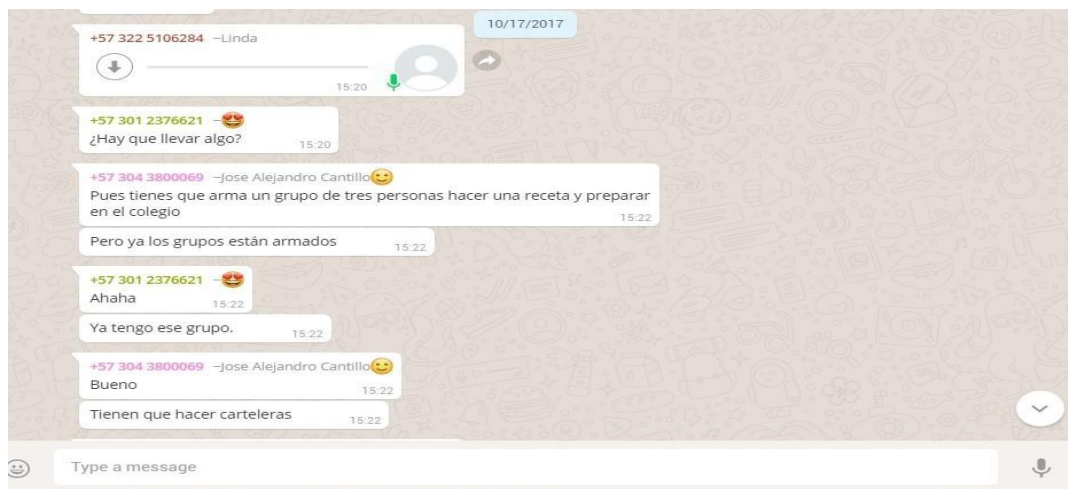 10/17/2017
+57 322 5106284 ~Linda
15:20
+57 301 2376621 ~🤩
¿Hay que llevar algo?
15:20
+57 304 3800069 ~Jose Alejandro Cantillo🙂
Pues tienes que arma un grupo de tres personas hacer una receta y preparar
en el colegio
15:22
Pero ya los grupos están armados
15:22
+57 301 2376621 ~🤩
Ahaha
15:22
Ya tengo ese grupo.
15:22
+57 304 3800069 ~Jose Alejandro Cantillo🙂
Bueno
15:22
Tienen que hacer carteleras
15:22
Type a message